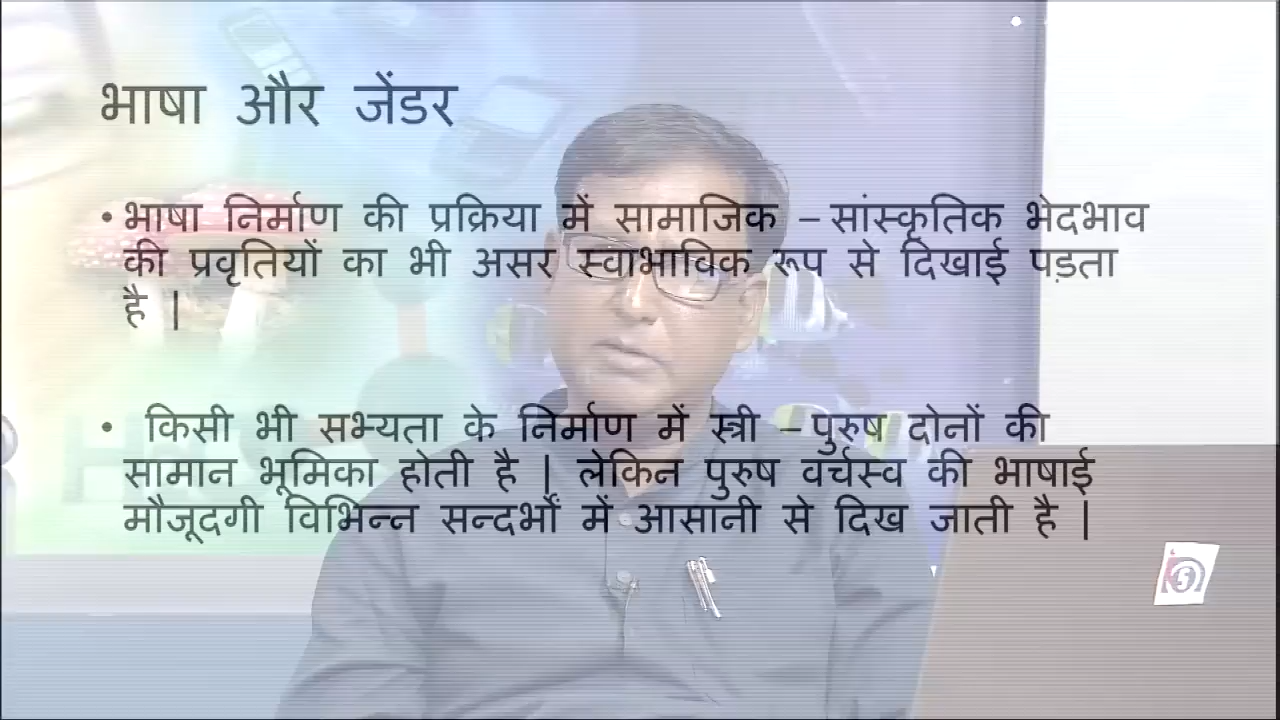 भाषा और जेंडर
• भाषा निर्माण की प्रक्रिया में सामाजिक – सांस्कृतिक भेदभाव
की प्रवृतियों का भी असर स्वाभाविक रूप से दिखाई पड़ता
है |
• किसी भी सभ्यता के निर्माण में स्त्री – पुरुष दोनों की
सामान भूमिका होती है | लेकिन पुरुष वर्चस्व की भाषाई
मौजूदगी विभिन्न सन्दर्भों में आसानी से दिख जाती है |